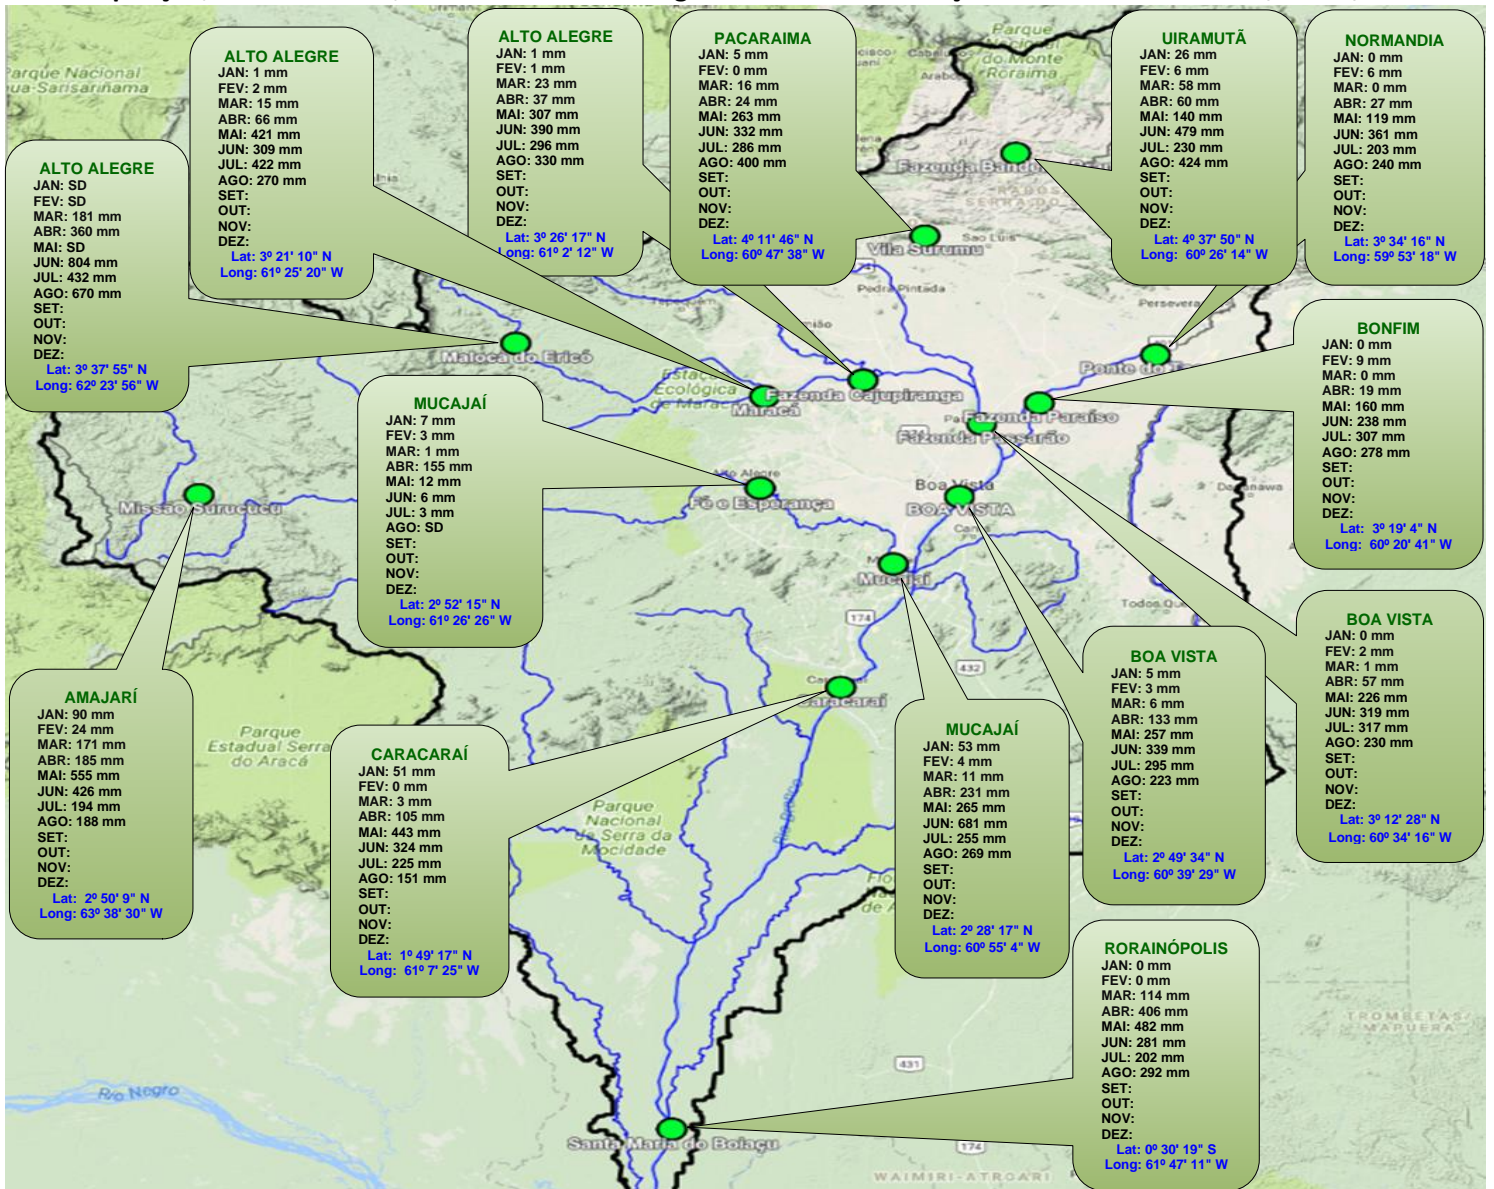 ALTO ALEGRE
JAN: SD
FEV: SD
MAR: 181 mm
ABR: 360 mm
MAI: SD
JUN: 804 mm
JUL: 432 mm
AGO: 670 mm
SET:
OUT:
NOV:
DEZ:
Lat: 3º 37' 55" N
Long: 62º 23' 56" W
ALTO ALEGRE
JAN: 1 mm
FEV: 2 mm
MAR: 15 mm
ABR: 66 mm
MAI: 421 mm
JUN: 309 mm
JUL: 422 mm
AGO: 270 mm
SET:
OUT:
NOV:
DEZ:
Lat: 3º 21' 10" N
Long: 61º 25' 20" W
ALTO ALEGRE
JAN: 1 mm
FEV: 1 mm
MAR: 23 mm
ABR: 37 mm
MAI: 307 mm
JUN: 390 mm
JUL: 296 mm
AGO: 330 mm
SET:
OUT:
NOV:
DEZ:
Lat: 3º 26' 17" N
Long: 61º 2' 12" W
PACARAIMA
JAN: 5 mm
FEV: 0 mm
MAR: 16 mm
ABR: 24 mm
MAI: 263 mm
JUN: 332 mm
JUL: 286 mm
AGO: 400 mm
SET:
OUT:
NOV:
DEZ:
Lat: 4º 11' 46" N
Long: 60º 47' 38" W
UIRAMUTÃ
JAN: 26 mm
FEV: 6 mm
MAR: 58 mm
ABR: 60 mm
MAI: 140 mm
JUN: 479 mm
JUL: 230 mm
AGO: 424 mm
SET:
OUT:
NOV:
DEZ:
Lat: 4º 37' 50" N
Long: 60º 26' 14" W
NORMANDIA
JAN: 0 mm
FEV: 6 mm
MAR: 0 mm
ABR: 27 mm
MAI: 119 mm
JUN: 361 mm
JUL: 203 mm
AGO: 240 mm
SET:
OUT:
NOV:
DEZ:
Lat: 3º 34' 16" N
Long: 59º 53' 18" W
BONFIM
JAN: 0 mm
FEV: 9 mm
MAR: 0 mm
ABR: 19 mm
MAI: 160 mm
JUN: 238 mm
JUL: 307 mm
AGO: 278 mm
SET:
OUT:
NOV:
DEZ:
Lat: 3º 19' 4" N
Long: 60º 20' 41" W
MUCAJAÍ
JAN: 7 mm
FEV: 3 mm
MAR: 1 mm
ABR: 155 mm
MAI: 12 mm
JUN: 6 mm
JUL: 3 mm
AGO: SD
SET:
OUT:
NOV:
DEZ:
Lat: 2º 52' 15" N
Long: 61º 26' 26" W
AMAJARÍ
JAN: 90 mm
FEV: 24 mm
MAR: 171 mm
ABR: 185 mm
MAI: 555 mm
JUN: 426 mm
JUL: 194 mm
AGO: 188 mm
SET:
OUT:
NOV:
DEZ:
Lat: 2º 50' 9" N
Long: 63º 38' 30" W
CARACARAÍ
JAN: 51 mm
FEV: 0 mm
MAR: 3 mm
ABR: 105 mm
MAI: 443 mm
JUN: 324 mm
JUL: 225 mm
AGO: 151 mm
SET:
OUT:
NOV:
DEZ:
Lat: 1º 49' 17" N
Long: 61º 7' 25" W
MUCAJAÍ
JAN: 53 mm
FEV: 4 mm
MAR: 11 mm
ABR: 231 mm
MAI: 265 mm
JUN: 681 mm
JUL: 255 mm
AGO: 269 mm
SET:
OUT:
NOV:
DEZ:
Lat: 2º 28' 17" N
Long: 60º 55' 4" W
BOA VISTA
JAN: 5 mm
FEV: 3 mm
MAR: 6 mm
ABR: 133 mm
MAI: 257 mm
JUN: 339 mm
JUL: 295 mm
AGO: 223 mm
SET:
OUT:
NOV:
DEZ:
Lat: 2º 49' 34" N
Long: 60º 39' 29" W
BOA VISTA
JAN: 0 mm
FEV: 2 mm
MAR: 1 mm
ABR: 57 mm
MAI: 226 mm
JUN: 319 mm
JUL: 317 mm
AGO: 230 mm
SET:
OUT:
NOV:
DEZ:
Lat: 3º 12' 28" N
Long: 60º 34' 16" W
RORAINÓPOLIS
JAN: 0 mm
FEV: 0 mm
MAR: 114 mm
ABR: 406 mm
MAI: 482 mm
JUN: 281 mm
JUL: 202 mm
AGO: 292 mm
SET:
OUT:
NOV:
DEZ:
Lat: 0º 30' 19" S
Long: 61º 47' 11" W
Parque Nacional
Parque
do Monte
Roraima
Vila Surumu
Sao Luis
Pedra Pintada
Maloca do Ericó
Ecológica
de Maracá
Maracá
Fazenda Cajupiranga
Ponte do
Fazenda Paraíso
Fazenda Passarão
Missão Surucucu
Alto Alegre
Fé e Esperança
Boa Vista
BOA VISTA
Mucajaí
174
432
Caracaraí
Parque
Estadual Serra
do Aracá
Parque
Nacional
da Serra da
Mocidade
Rio Branco
431
Rio Negro
Santa Maria do Boiaçu
174
TROMBETAS/
MAPUERA
WAIMIRI-ATROARI